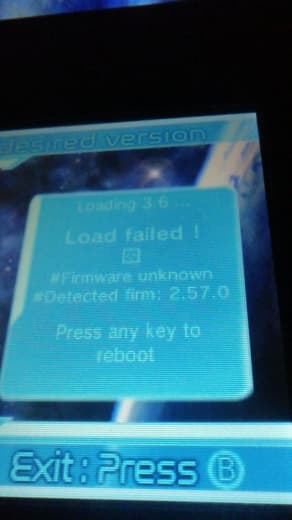 desired version
Loading 3.6 ...
Load failed !
#Firmware unknown
#Detected firm: 2.57.0
Press any key to
reboot
Exit : Press B